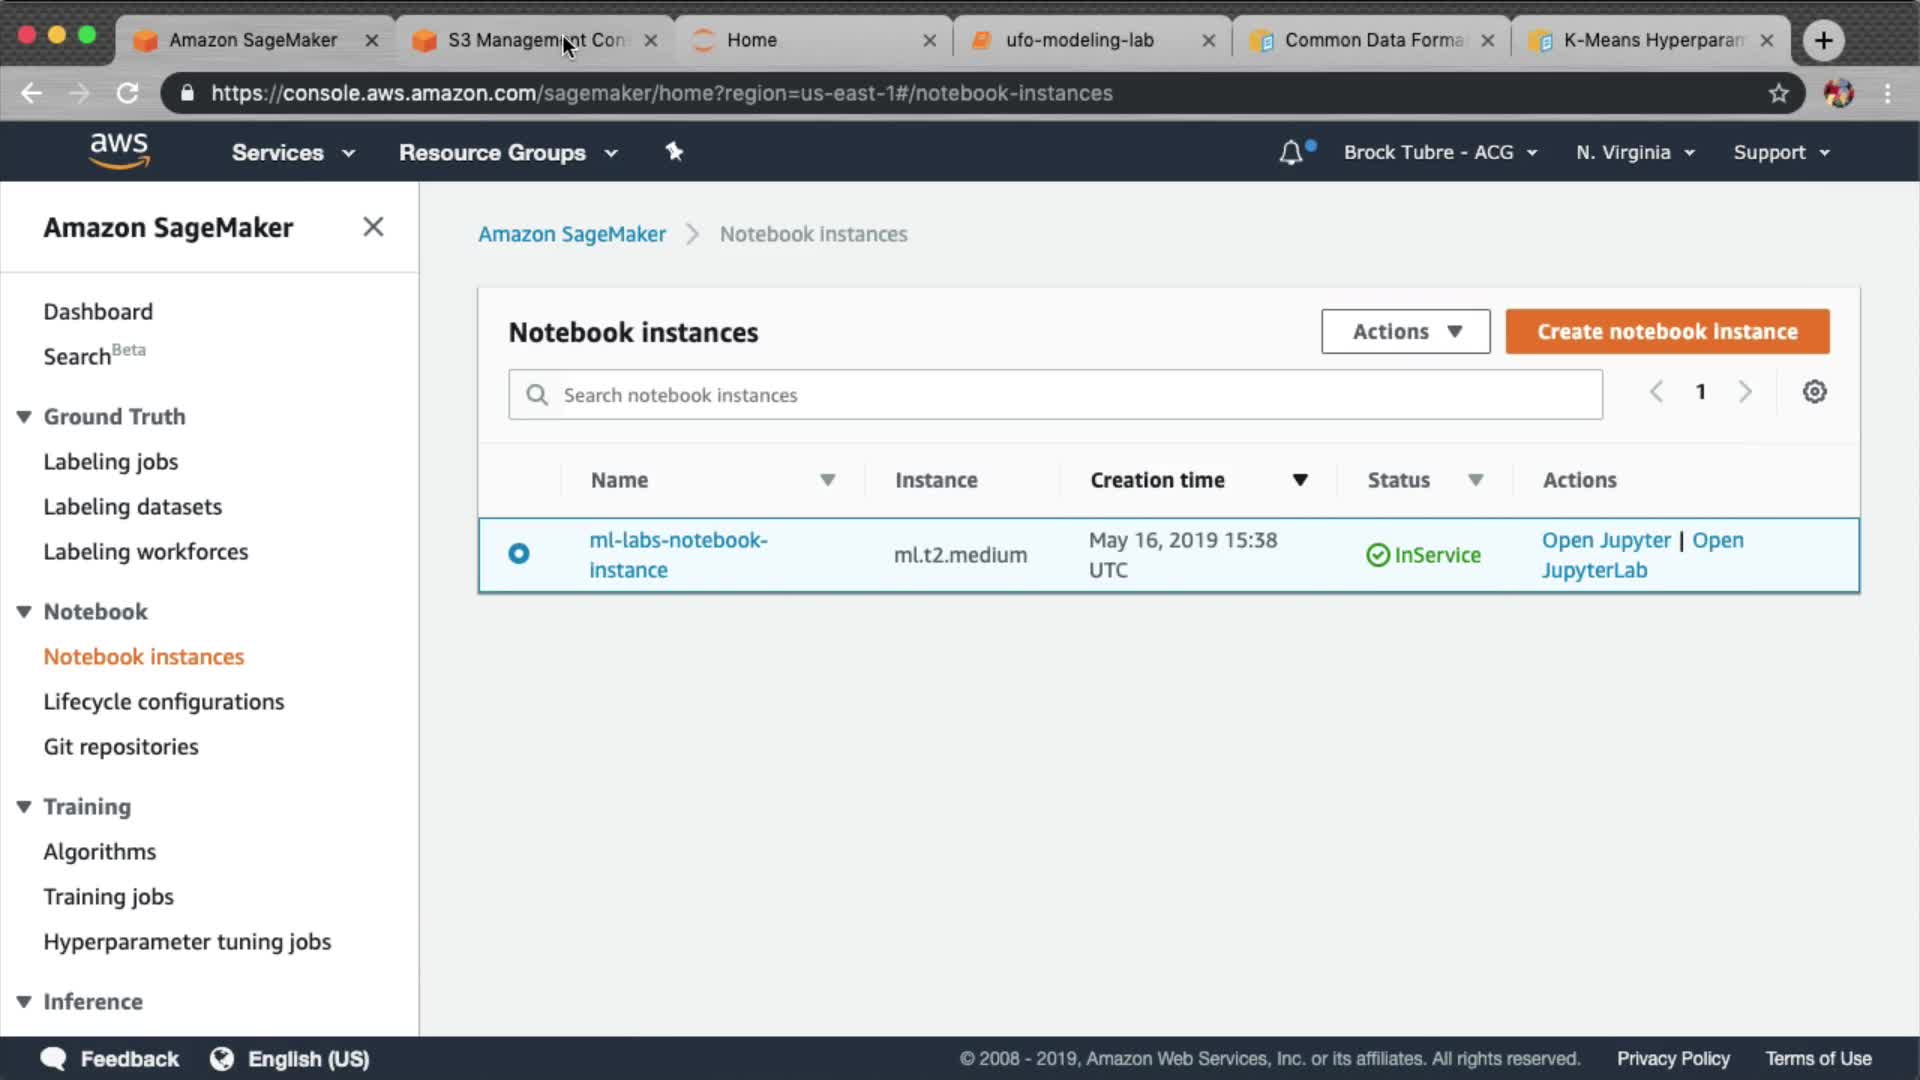 Amazon SageMaker
S3 Management Con
Home
ufo-modeling-lab
Common Data Forma
K-Means Hyperparam
https://console.aws.amazon.com/sagemaker/home?region=us-east-1#/notebook-instances
aws
Services
Resource Groups
Brock Tubre - ACG
N. Virginia
Support
Amazon SageMaker
Dashboard
Search Beta
Ground Truth
Labeling jobs
Labeling datasets
Labeling workforces
Notebook
Notebook instances
Lifecycle configurations
Git repositories
Training
Algorithms
Training jobs
Hyperparameter tuning jobs
Inference
Amazon SageMaker
Notebook instances
Notebook instances
Actions
Create notebook instance
Search notebook instances
1
Name
Instance
Creation time
Status
Actions
ml-labs-notebook-
instance
ml.t2.medium
May 16, 2019 15:38
UTC
InService
Open Jupyter | Open
JupyterLab
Feedback
English (US)
© 2008 - 2019, Amazon Web Services, Inc. or its affiliates. All rights reserved.
Privacy Policy
Terms of Use